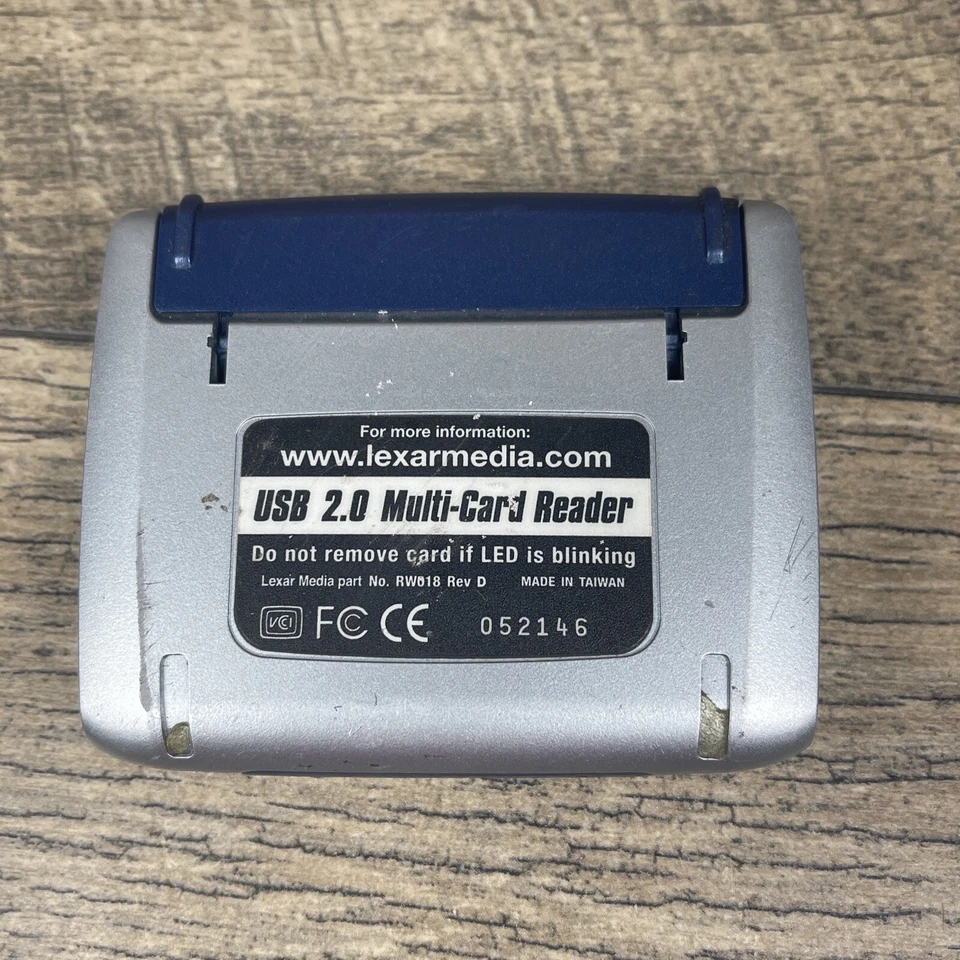 For more information:
www.lexarmedia.com
USB 2.0 Multi-Card Reader
Do not remove card if LED is blinking
Lexar Media part No. RW018 Rev D MADE IN TAIWAN
VCCI FC CE 052146